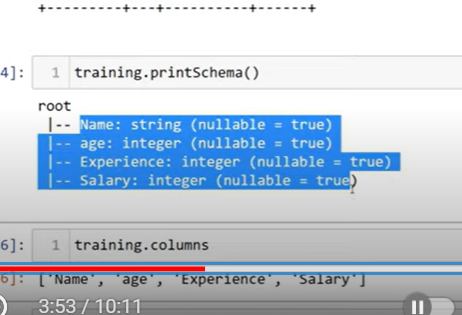 +---------+---+----------+------+
4]:  1 training.printSchema()
root
 |-- Name: string (nullable = true)
 |-- age: integer (nullable = true)
 |-- Experience: integer (nullable = true)
 |-- Salary: integer (nullable = true)
6]:  1 training.columns
6]: ['Name', 'age', 'Experience', 'Salary']
3:53 / 10:11